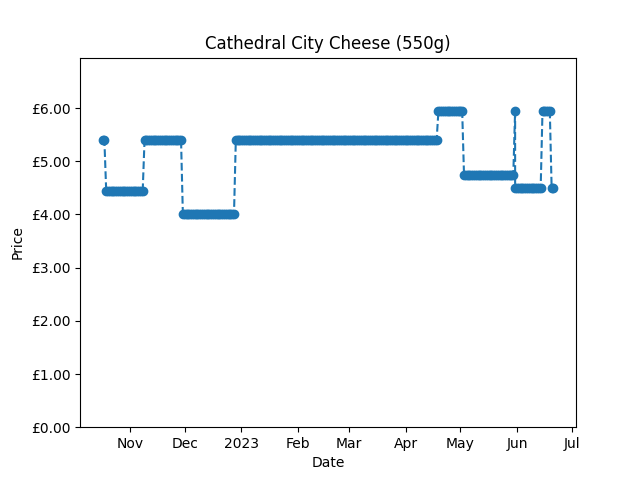 Cathedral City Cheese (550g)
£6.00
£5.00
£4.00
£3.00
£2.00
£1.00
£0.00
Price
Nov Dec 2023 Feb Mar Apr May Jun Jul
Date